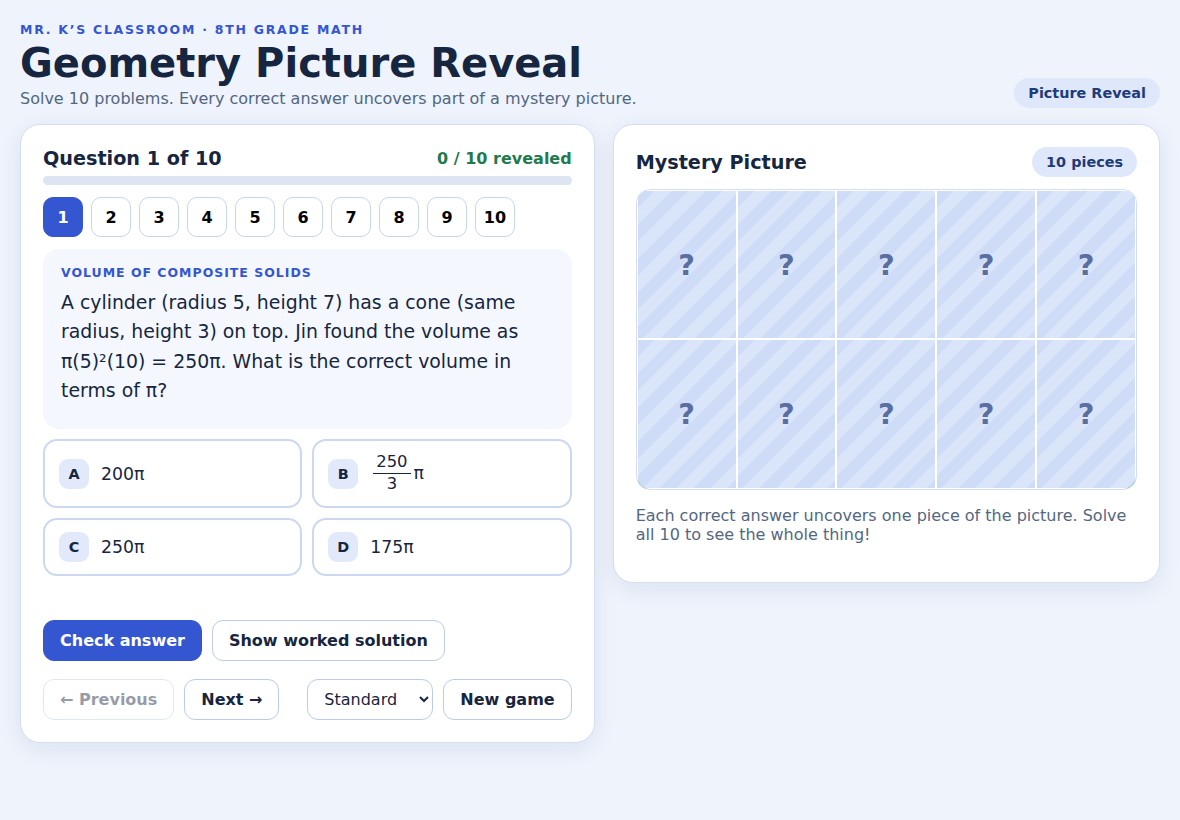 MR. K’S CLASSROOM · 8TH GRADE MATH
Geometry Picture Reveal
Solve 10 problems. Every correct answer uncovers part of a mystery picture.
Picture Reveal
Question 1 of 10
0 / 10 revealed
1 2 3 4 5 6 7 8 9 10
VOLUME OF COMPOSITE SOLIDS
A cylinder (radius 5, height 7) has a cone (same
radius, height 3) on top. Jin found the volume as
π(5)²(10) = 250π. What is the correct volume in
terms of π?
A 200π
B 250/3 π
C 250π
D 175π
Check answer
Show worked solution
← Previous
Next →
Standard
New game
Mystery Picture
10 pieces
? ? ? ? ?
? ? ? ? ?
Each correct answer uncovers one piece of the picture. Solve
all 10 to see the whole thing!